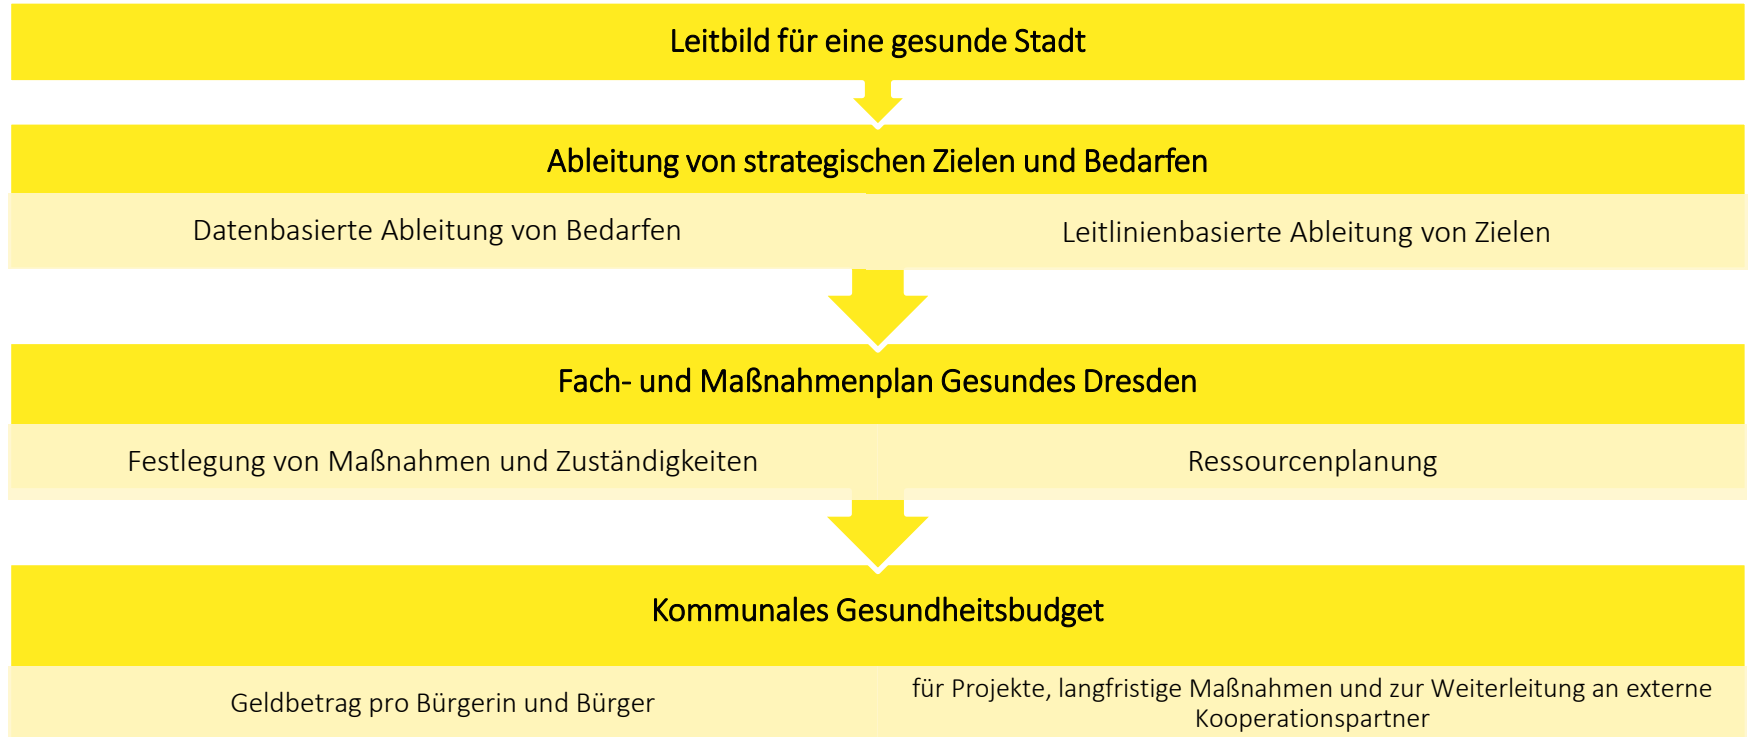 Leitbild für eine gesunde Stadt
Ableitung von strategischen Zielen und Bedarfen
Datenbasierte Ableitung von Bedarfen
Leitlinienbasierte Ableitung von Zielen
Fach- und Maßnahmenplan Gesundes Dresden
Festlegung von Maßnahmen und Zuständigkeiten
Ressourcenplanung
Kommunales Gesundheitsbudget
Geldbetrag pro Bürgerin und Bürger
für Projekte, langfristige Maßnahmen und zur Weiterleitung an externe
Kooperationspartner